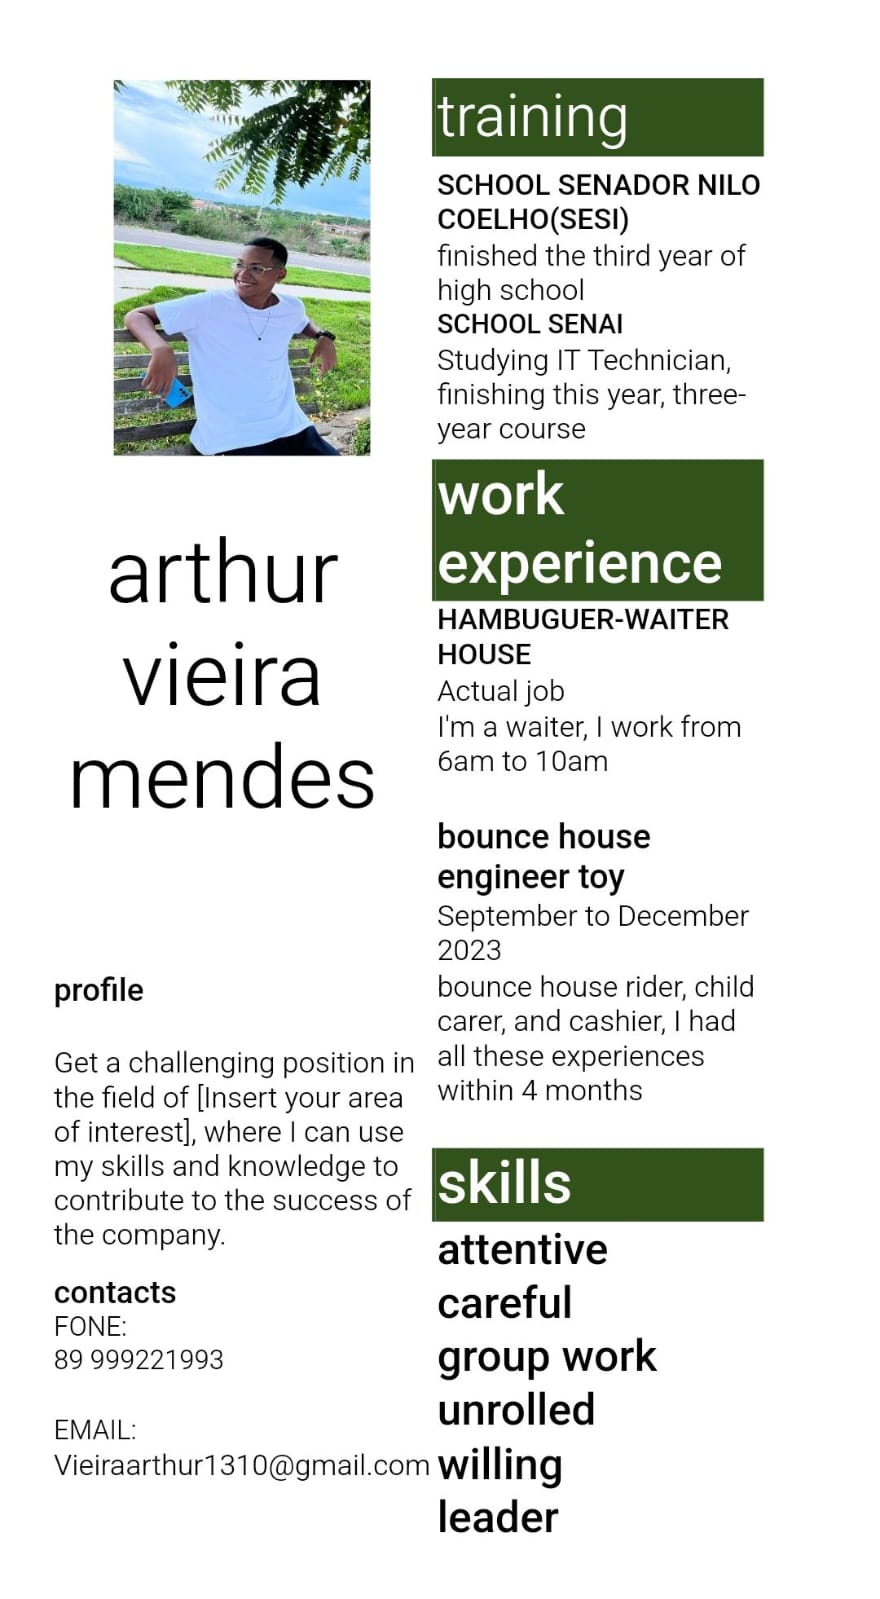 training
SCHOOL SENADOR NILO
COELHO(SESI)
finished the third year of
high school
SCHOOL SENAI
Studying IT Technician,
finishing this year, three-
year course
work
experience
HAMBUGUER-WAITER
HOUSE
Actual job
I'm a waiter, I work from
6am to 10am
bounce house
engineer toy
September to December
2023
bounce house rider, child
carer, and cashier, I had
all these experiences
within 4 months
skills
attentive
careful
group work
unrolled
willing
leader
arthur
vieira
mendes
profile
Get a challenging position in
the field of [Insert your area
of interest], where I can use
my skills and knowledge to
contribute to the success of
the company.
contacts
FONE:
89 999221993
EMAIL:
Vieiraarthur1310@gmail.com